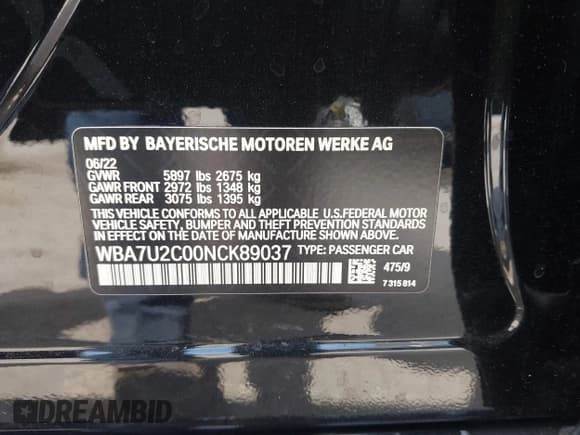 MFD BY BAYERISCHE MOTOREN WERKE AG
06/22
GVWR 5897 lbs 2675 kg
GAWR FRONT 2972 lbs 1348 kg
GAWR REAR 3075 lbs 1395 kg
THIS VEHICLE CONFORMS TO ALL APPLICABLE U.S.FEDERAL MOTOR
VEHICLE SAFETY, BUMPER AND THEFT PREVENTION STANDARDS
IN EFFECT ON THE DATE OF MANUFACTURE SHOWN ABOVE.
WBA7U2C00NCK89037 TYPE: PASSENGER CAR
475/9
7 315 814
DREAMBID